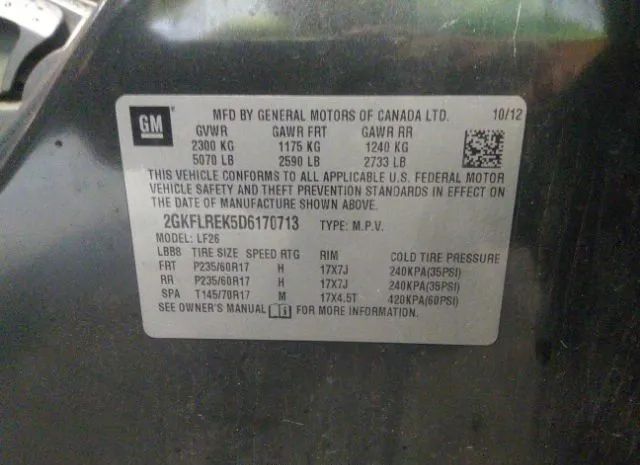 GM
MFD BY GENERAL MOTORS OF CANADA LTD. 10/12
GVWR GAWR FRT GAWR RR
2300 KG 1175 KG 1240 KG
5070 LB 2590 LB 2733 LB
THIS VEHICLE CONFORMS TO ALL APPLICABLE U.S. FEDERAL MOTOR
VEHICLE SAFETY AND THEFT PREVENTION STANDARDS IN EFFECT ON
THE DATE OF MANUFACTURE SHOWN ABOVE.
2GKFLREK5D6170713 TYPE: M.P.V.
MODEL: LF26
LBB8 TIRE SIZE SPEED RTG RIM COLD TIRE PRESSURE
FRT P235/60R17 H 17X7J 240KPA(35PSI)
RR P235/60R17 H 17X7J 240KPA(35PSI)
SPA T145/70R17 M 17X4.5T 420KPA(60PSI)
SEE OWNER'S MANUAL FOR MORE INFORMATION.